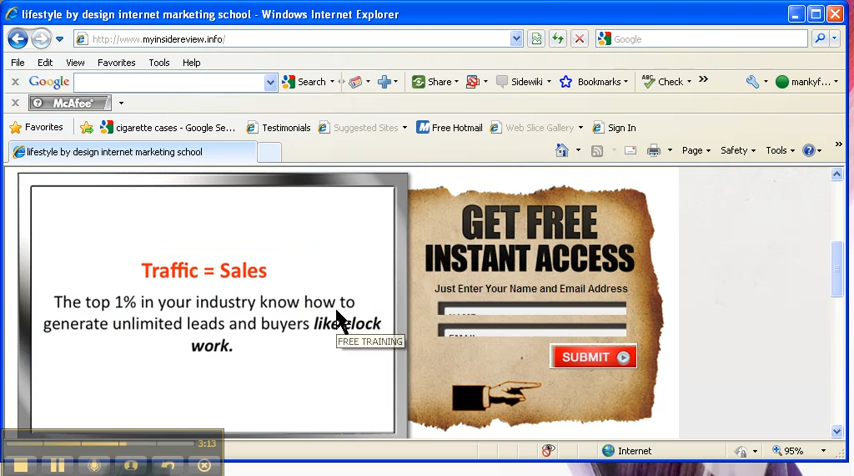 lifestyle by design internet marketing school - Windows Internet Explorer
http://www.myinsidereview.info/
Google
File Edit View Favorites Tools Help
Google Search Share Sidewiki Bookmarks ABC Check » mankyf...
McAfee
Favorites cigarette cases - Google Se... Testimonials Suggested Sites Free Hotmail Web Slice Gallery Sign In
lifestyle by design internet marketing school Page Safety Tools »
Traffic = Sales
The top 1% in your industry know how to
generate unlimited leads and buyers like clock
work.
FREE TRAINING
GET FREE
INSTANT ACCESS
Just Enter Your Name and Email Address
SUBMIT
3:13
Internet 95%